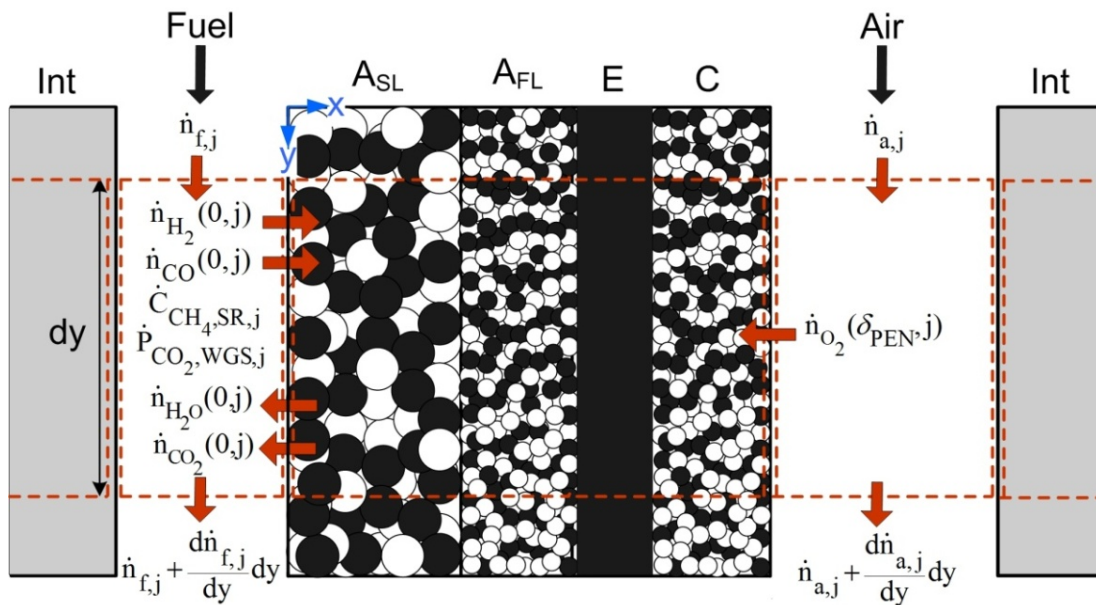 Fuel
Air
Int
A_SL
A_FL
E
C
Int
x
y
ṅ_f,j
ṅ_a,j
dy
ṅ_H₂(0,j)
ṅ_CO(0,j)
Ċ_CH₄,SR,j
Ṗ_CO₂,WGS,j
ṅ_H₂O(0,j)
ṅ_CO₂(0,j)
ṅ_O₂(δ_PEN,j)
ṅ_f,j + dṅ_f,j/dy dy
ṅ_a,j + dṅ_a,j/dy dy